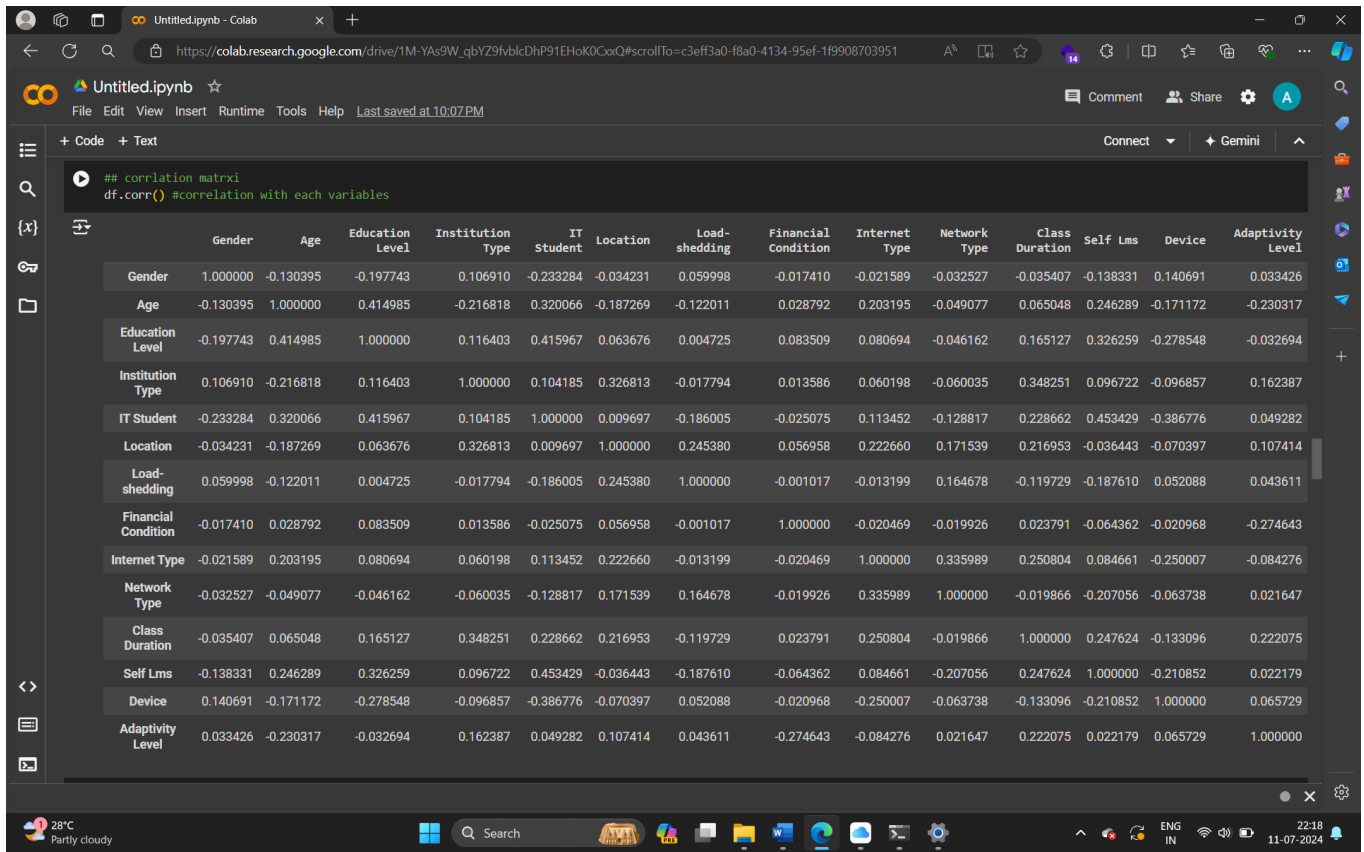 Untitled.ipynb - Colab
https://colab.research.google.com/drive/1M-YAs9W_qbYZ9fvblcDhP91EHoK0CxxQ#scrollTo=c3eff3a0-f8a0-4134-95ef-1f9908703951
14
Untitled.ipynb
Comment Share A
File Edit View Insert Runtime Tools Help Last saved at 10:07 PM
+ Code + Text Connect Gemini
## corrlation matrxi
df.corr() #correlation with each variables
Gender Age Education Level Institution Type IT Student Location Load-shedding Financial Condition Internet Type Network Type Class Duration Self Lms Device Adaptivity Level
Gender 1.000000 -0.130395 -0.197743 0.106910 -0.233284 -0.034231 0.059998 -0.017410 -0.021589 -0.032527 -0.035407 -0.138331 0.140691 0.033426
Age -0.130395 1.000000 0.414985 -0.216818 0.320066 -0.187269 -0.122011 0.028792 0.203195 -0.049077 0.065048 0.246289 -0.171172 -0.230317
Education Level -0.197743 0.414985 1.000000 0.116403 0.415967 0.063676 0.004725 0.083509 0.080694 -0.046162 0.165127 0.326259 -0.278548 -0.032694
Institution Type 0.106910 -0.216818 0.116403 1.000000 0.104185 0.326813 -0.017794 0.013586 0.060198 -0.060035 0.348251 0.096722 -0.096857 0.162387
IT Student -0.233284 0.320066 0.415967 0.104185 1.000000 0.009697 -0.186005 -0.025075 0.113452 -0.128817 0.228662 0.453429 -0.386776 0.049282
Location -0.034231 -0.187269 0.063676 0.326813 0.009697 1.000000 0.245380 0.056958 0.222660 0.171539 0.216953 -0.036443 -0.070397 0.107414
Load-shedding 0.059998 -0.122011 0.004725 -0.017794 -0.186005 0.245380 1.000000 -0.001017 -0.013199 0.164678 -0.119729 -0.187610 0.052088 0.043611
Financial Condition -0.017410 0.028792 0.083509 0.013586 -0.025075 0.056958 -0.001017 1.000000 -0.020469 -0.019926 0.023791 -0.064362 -0.020968 -0.274643
Internet Type -0.021589 0.203195 0.080694 0.060198 0.113452 0.222660 -0.013199 -0.020469 1.000000 0.335989 0.250804 0.084661 -0.250007 -0.084276
Network Type -0.032527 -0.049077 -0.046162 -0.060035 -0.128817 0.171539 0.164678 -0.019926 0.335989 1.000000 -0.019866 -0.207056 -0.063738 0.021647
Class Duration -0.035407 0.065048 0.165127 0.348251 0.228662 0.216953 -0.119729 0.023791 0.250804 -0.019866 1.000000 0.247624 -0.133096 0.222075
Self Lms -0.138331 0.246289 0.326259 0.096722 0.453429 -0.036443 -0.187610 -0.064362 0.084661 -0.207056 0.247624 1.000000 -0.210852 0.022179
Device 0.140691 -0.171172 -0.278548 -0.096857 -0.386776 -0.070397 0.052088 -0.020968 -0.250007 -0.063738 -0.133096 -0.210852 1.000000 0.065729
Adaptivity Level 0.033426 -0.230317 -0.032694 0.162387 0.049282 0.107414 0.043611 -0.274643 -0.084276 0.021647 0.222075 0.022179 0.065729 1.000000
1 28°C
Partly cloudy
Search
ENG
IN
22:18
11-07-2024